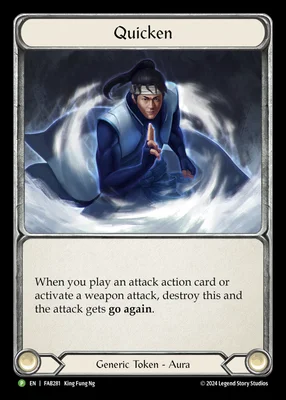 Quicken
When you play an attack action card or
activate a weapon attack, destroy this and
the attack gets go again.
Generic Token - Aura
P EN | FAB281 King Fung Ng
© 2024 Legend Story Studios